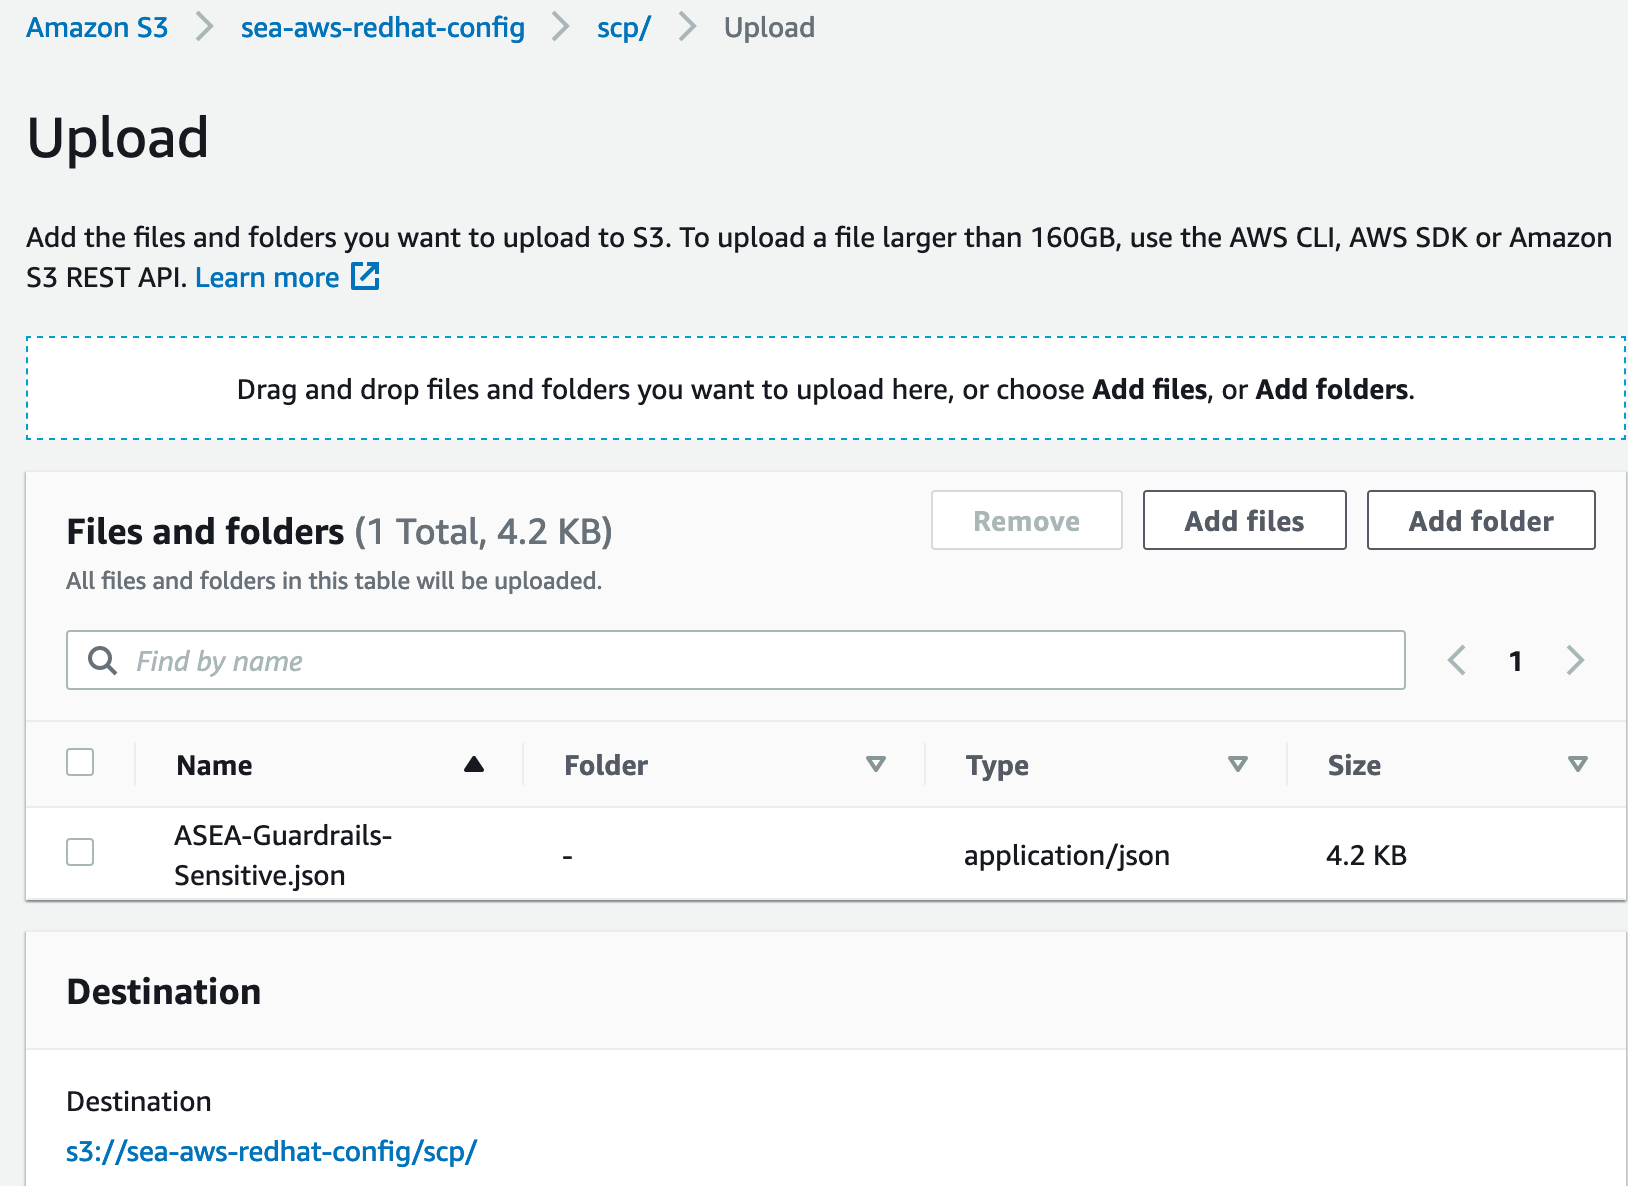 Amazon S3 > sea-aws-redhat-config > scp/ > Upload
Upload
Add the files and folders you want to upload to S3. To upload a file larger than 160GB, use the AWS CLI, AWS SDK or Amazon
S3 REST API. Learn more
Drag and drop files and folders you want to upload here, or choose Add files, or Add folders.
Files and folders (1 Total, 4.2 KB)
Remove
Add files
Add folder
All files and folders in this table will be uploaded.
Find by name
1
Name
Folder
Type
Size
ASEA-Guardrails-
Sensitive.json
-
application/json
4.2 KB
Destination
Destination
s3://sea-aws-redhat-config/scp/